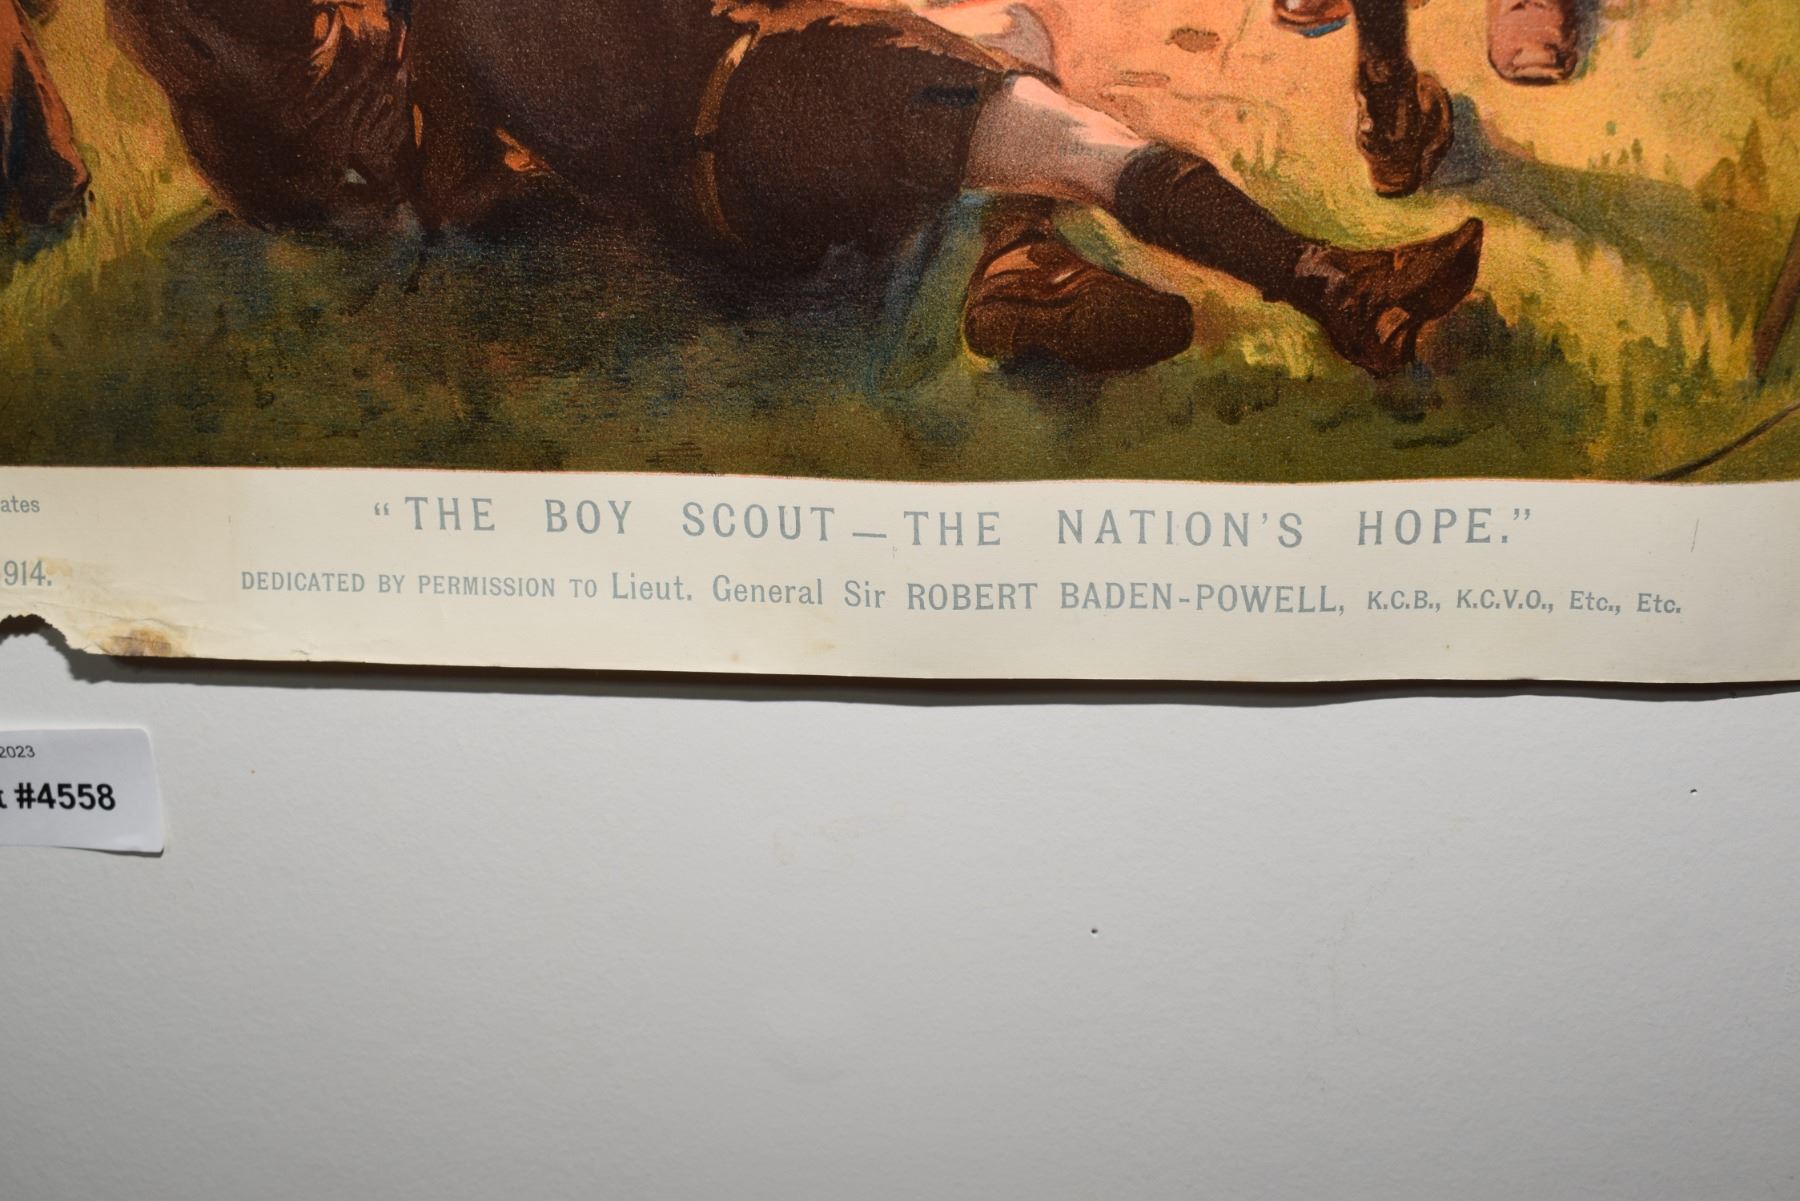 ates
“THE BOY SCOUT — THE NATION'S HOPE.”
914.
DEDICATED BY PERMISSION TO Lieut. General Sir ROBERT BADEN-POWELL, K.C.B., K.C.V.O., Etc., Etc.
2023
#4558